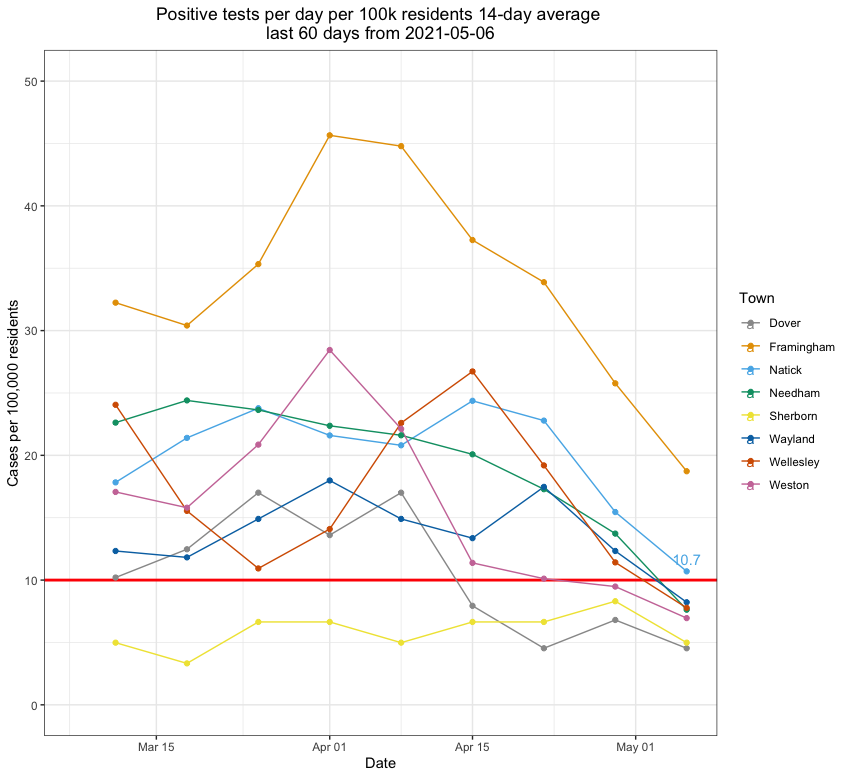 Positive tests per day per 100k residents 14-day average
last 60 days from 2021-05-06
Cases per 100,000 residents
50
40
30
20
10
0
10.7
Mar 15
Apr 01
Apr 15
May 01
Date
Town
Dover
Framingham
Natick
Needham
Sherborn
Wayland
Wellesley
Weston